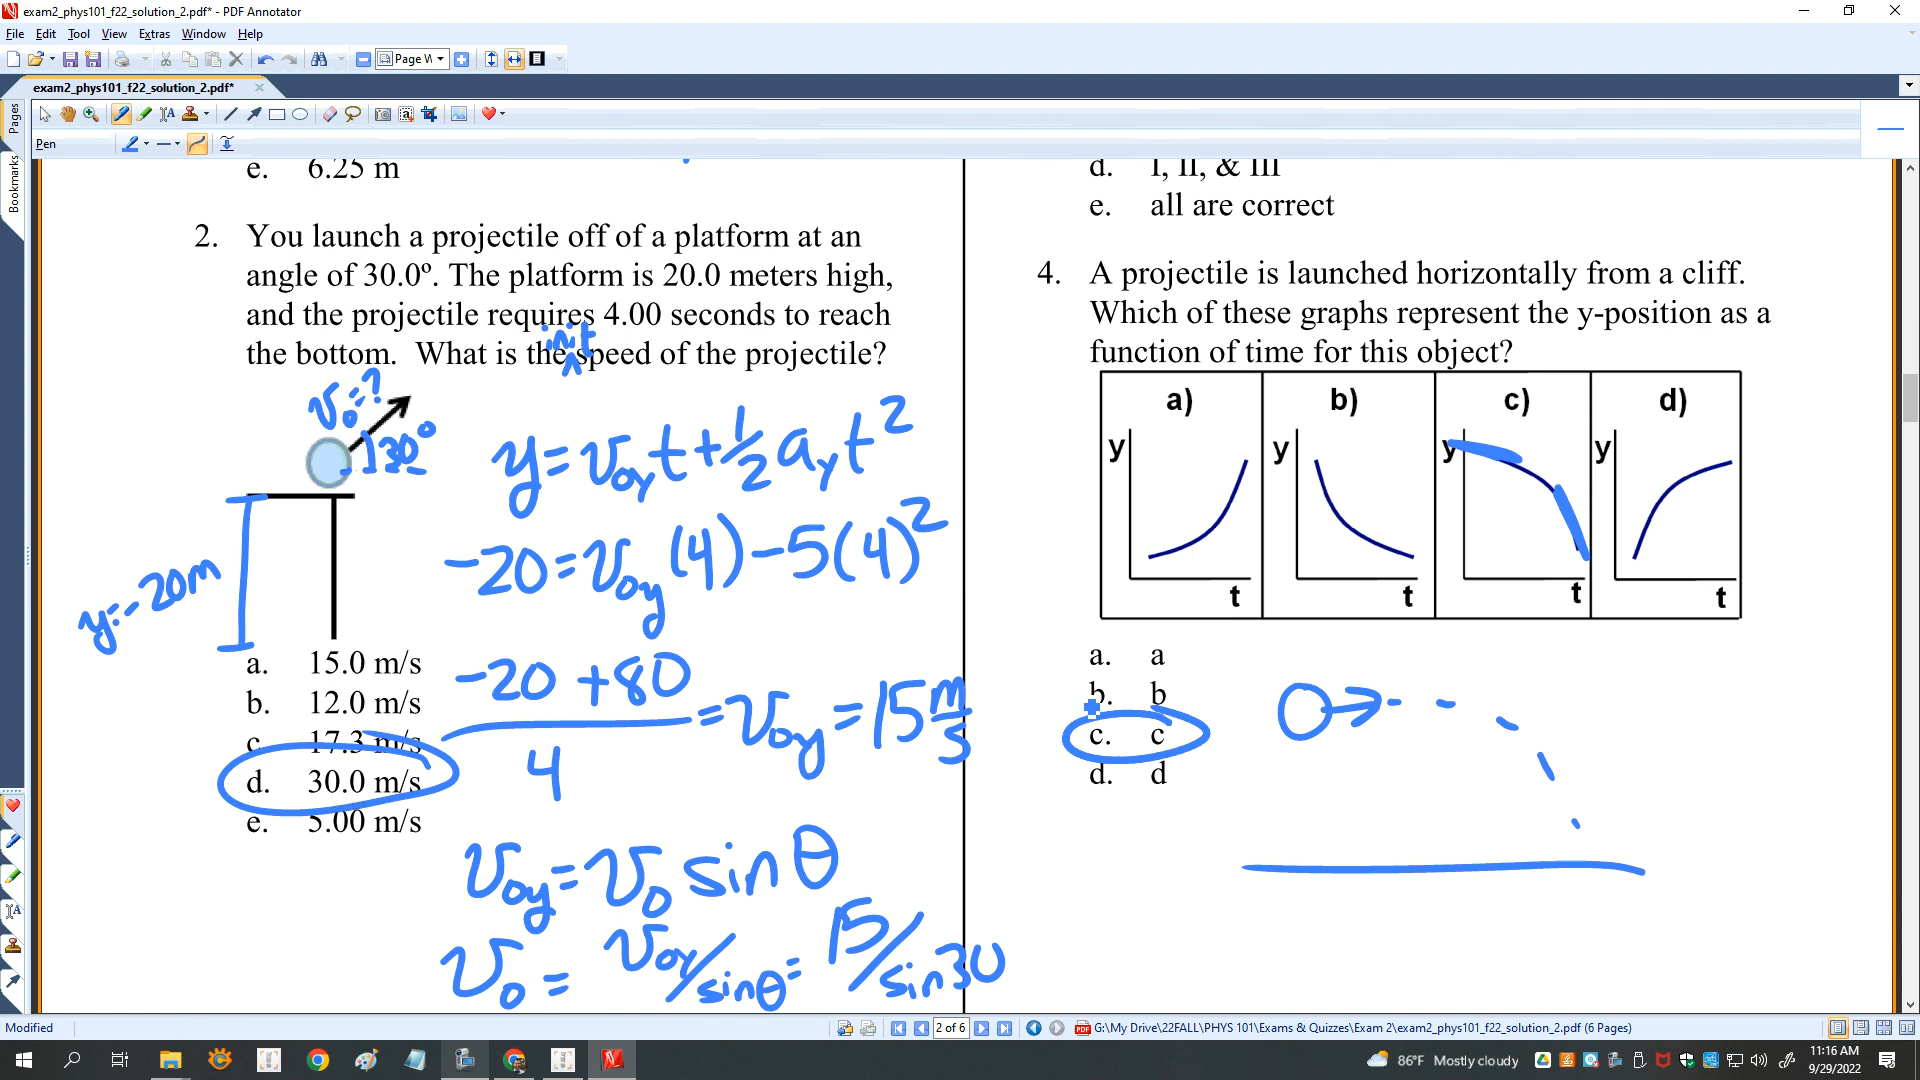 exam2_phys101_f22_solution_2.pdf* - PDF Annotator
File Edit Tool View Extras Window Help
Page W
exam2_phys101_f22_solution_2.pdf*
Pages
Bookmarks
Pen
e. 6.25 m
2. You launch a projectile off of a platform at an
angle of 30.0º. The platform is 20.0 meters high,
and the projectile requires 4.00 seconds to reach
init
the bottom. What is the speed of the projectile?
v₀=?
30°
y=-20m
y=v₀yt+½ayt²
-20=v₀y(4)-5(4)²
-20+80
4
=v₀y=15 m/s
a. 15.0 m/s
b. 12.0 m/s
c. 17.3 m/s
d. 30.0 m/s
e. 5.00 m/s
v₀y=v₀ sinθ
v₀=v₀y/sinθ=15/sin30
d. I, II, & III
e. all are correct
4. A projectile is launched horizontally from a cliff.
Which of these graphs represent the y-position as a
function of time for this object?
a) b) c) d)
y y y y
t t t t
a. a
b. b
c. c
d. d
Modified
2 of 6
G:\My Drive\22FALL\PHYS 101\Exams & Quizzes\Exam 2\exam2_phys101_f22_solution_2.pdf (6 Pages)
86°F Mostly cloudy
11:16 AM
9/29/2022